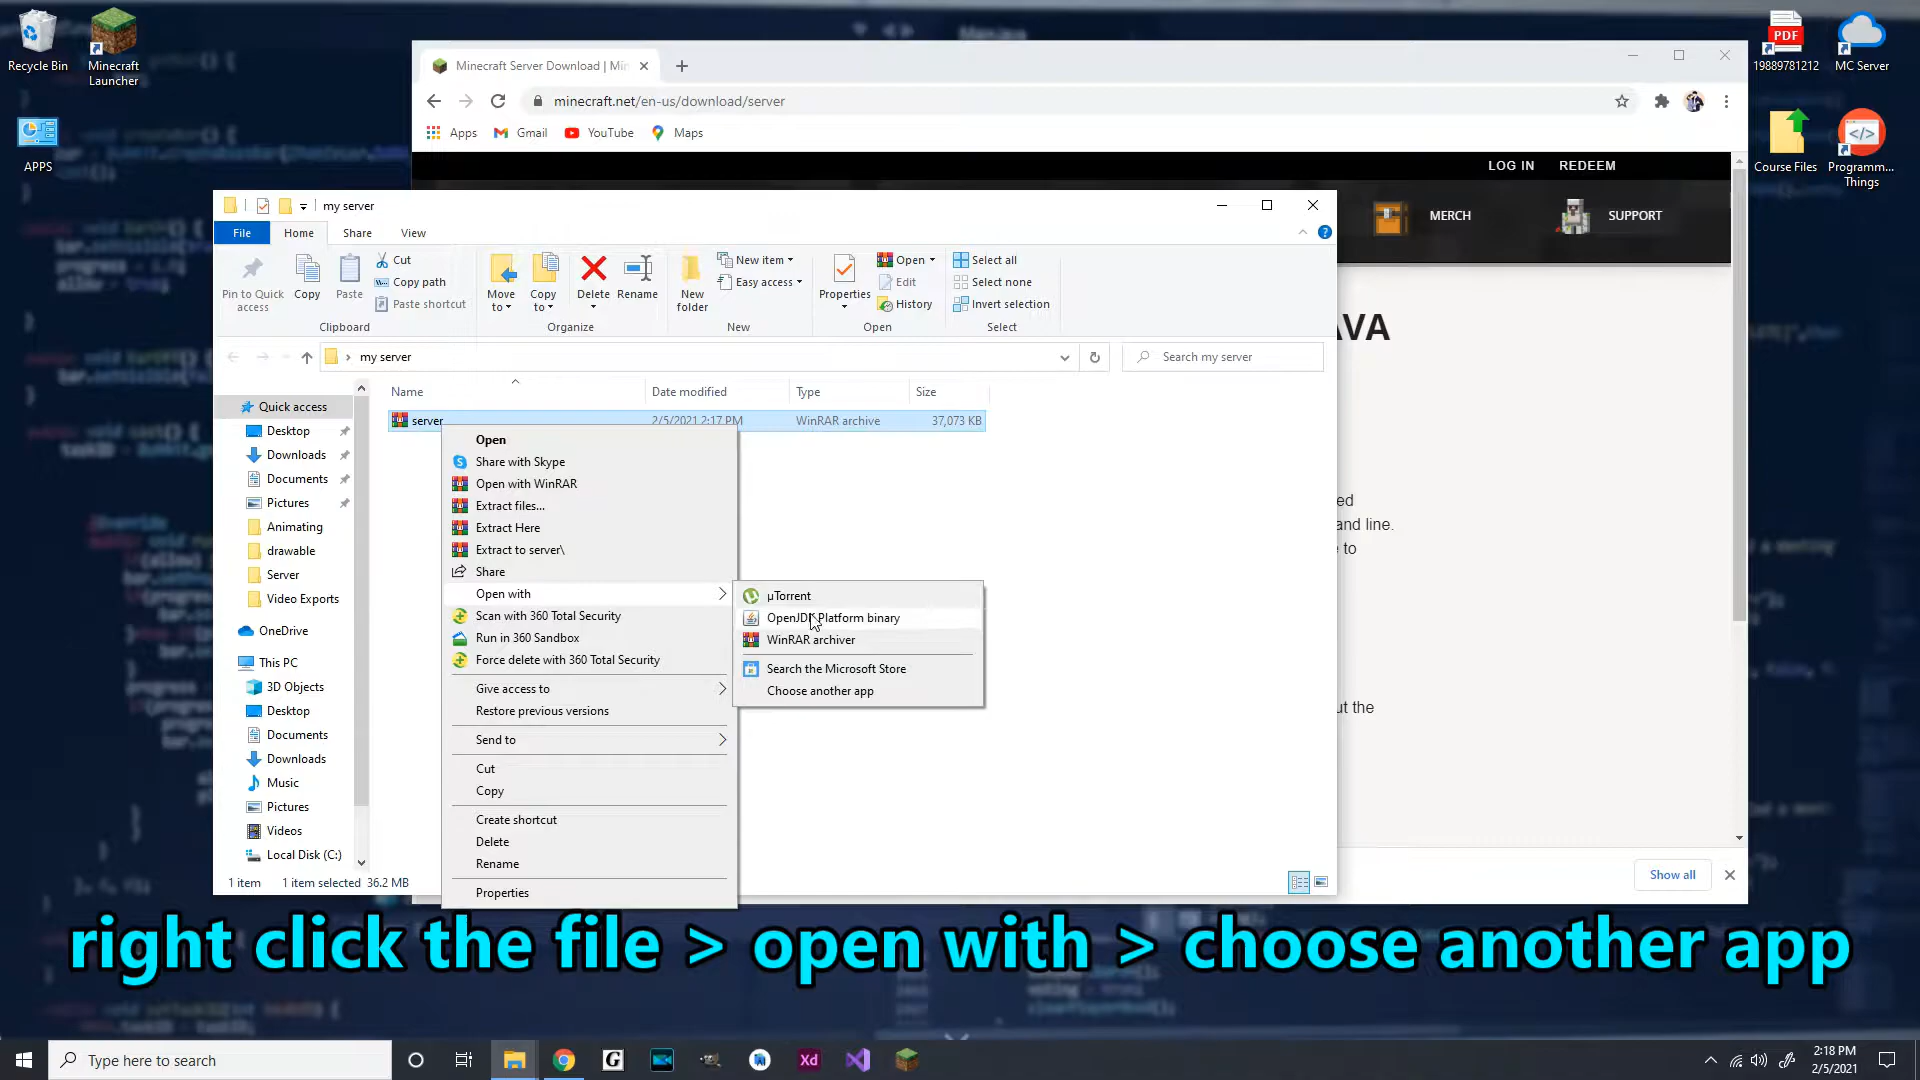 Recycle Bin
Minecraft Launcher
APPS
19889781212
MC Server
Course Files
Programm... Things
PDF
Minecraft Server Download | Min
minecraft.net/en-us/download/server
Apps Gmail YouTube Maps
LOG IN REDEEM
MERCH SUPPORT
my server
File Home Share View
Pin to Quick access
Copy
Paste
Cut
Copy path
Paste shortcut
Clipboard
Move to
Copy to
Delete
Rename
Organize
New folder
New item
Easy access
New
Properties
Open
Edit
History
Open
Select all
Select none
Invert selection
Select
my server
Search my server
Name Date modified Type Size
server 2/5/2021 2:17 PM WinRAR archive 37,073 KB
Quick access
Desktop
Downloads
Documents
Pictures
Animating
drawable
Server
Video Exports
OneDrive
This PC
3D Objects
Desktop
Documents
Downloads
Music
Pictures
Videos
Local Disk (C:)
1 item 1 item selected 36.2 MB
Open
Share with Skype
Open with WinRAR
Extract files...
Extract Here
Extract to server\
Share
Open with
Scan with 360 Total Security
Run in 360 Sandbox
Force delete with 360 Total Security
Give access to
Restore previous versions
Send to
Cut
Copy
Create shortcut
Delete
Rename
Properties
µTorrent
OpenJDK Platform binary
WinRAR archiver
Search the Microsoft Store
Choose another app
AVA
ed
and line.
to
ut the
Show all
right click the file > open with > choose another app
Type here to search
Xd
2:18 PM
2/5/2021